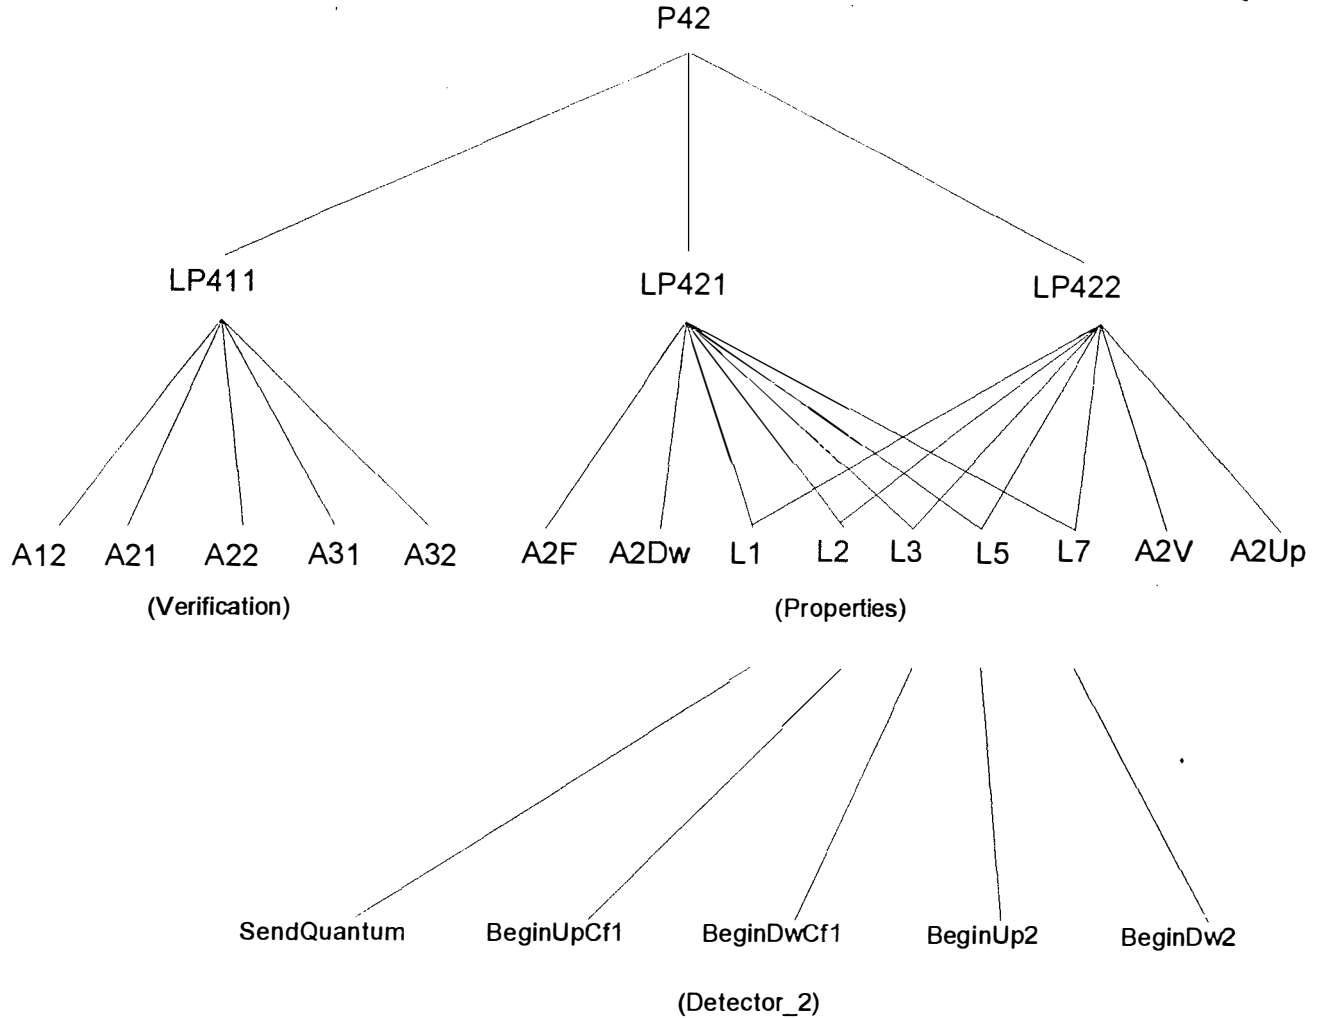 P42
LP411 LP421 LP422
A12 A21 A22 A31 A32 A2F A2Dw L1 L2 L3 L5 L7 A2V A2Up
(Verification) (Properties)
SendQuantum BeginUpCf1 BeginDwCf1 BeginUp2 BeginDw2
(Detector_2)